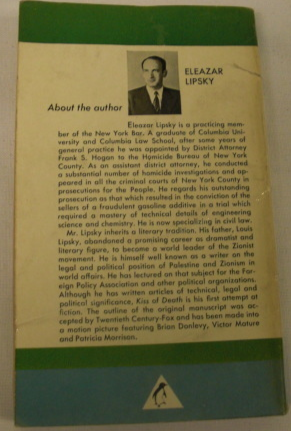 ELEAZAR
LIPSKY
About the author
Eleazar Lipsky is a practicing mem-
ber of the New York Bar. A graduate of Columbia Uni-
versity and Columbia Law School, after some years of
general practice he was appointed by District Attorney
Frank S. Hogan to the Homicide Bureau of New York
County. As an assistant district attorney, he conducted
a substantial number of homicide investigations and ap-
peared in all the criminal courts of New York County in
prosecutions for the People. He regards his outstanding
prosecution as that which resulted in the conviction of the
sellers of a fraudulent gasoline additive in a trial which
required a mastery of technical details of engineering
science and chemistry. He is now specializing in civil law.
Mr. Lipsky inherits a literary tradition. His father, Louis
Lipsky, abandoned a promising career as dramatist and
literary figure, to become a world leader of the Zionist
movement. He is himself well known as a writer on the
legal and political position of Palestine and Zionism in
world affairs. He has lectured on that subject for the For-
eign Policy Association and other political organizations.
Although he has written articles of technical, legal and
political significance, Kiss of Death is his first attempt at
fiction. The outline of the original manuscript was ac-
cepted by Twentieth Century-Fox and has been made into
a motion picture featuring Brian Donlevy, Victor Mature
and Patricia Morrison.